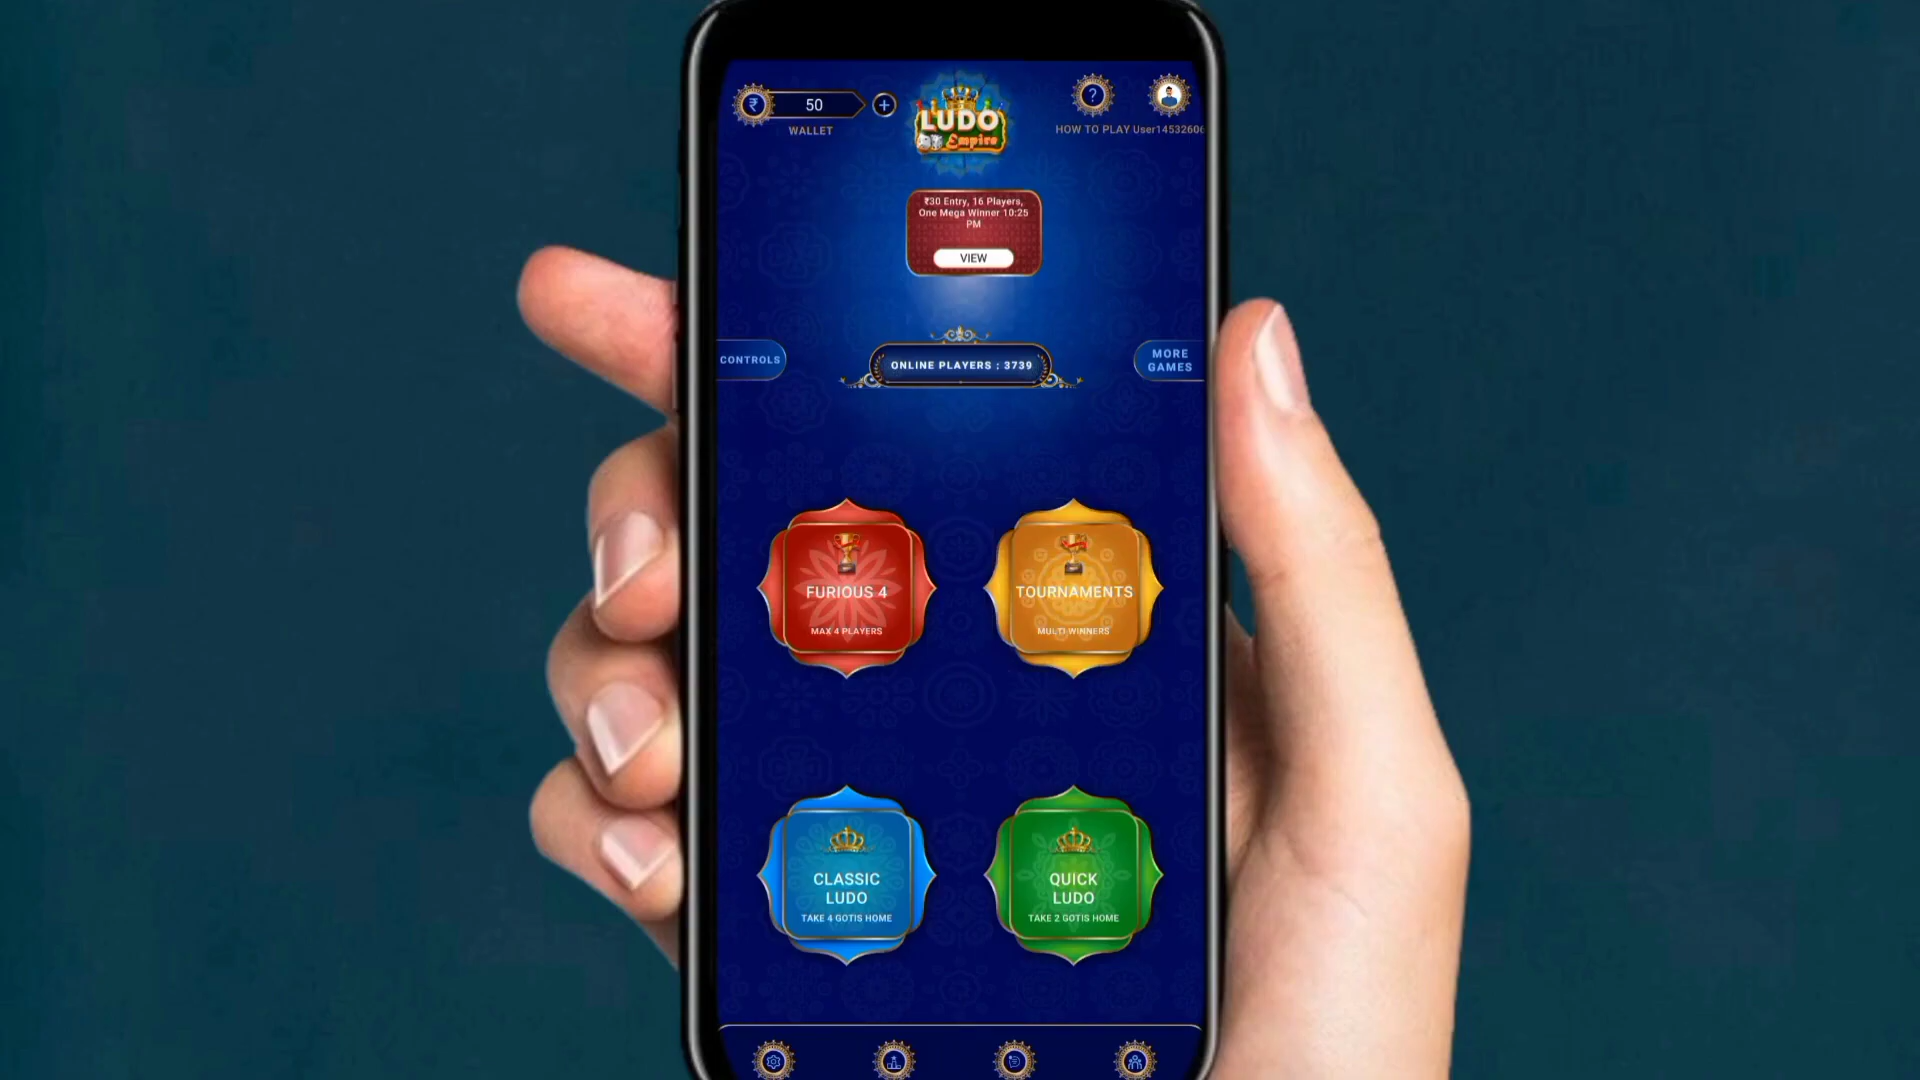 ₹
50
WALLET
+
LUDO
Empire
?
HOW TO PLAY
User14532606
₹30 Entry, 16 Players,
One Mega Winner 10:25
PM
VIEW
CONTROLS
ONLINE PLAYERS : 3739
MORE
GAMES
FURIOUS 4
MAX 4 PLAYERS
TOURNAMENTS
MULTI WINNERS
CLASSIC
LUDO
TAKE 4 GOTIS HOME
QUICK
LUDO
TAKE 2 GOTIS HOME